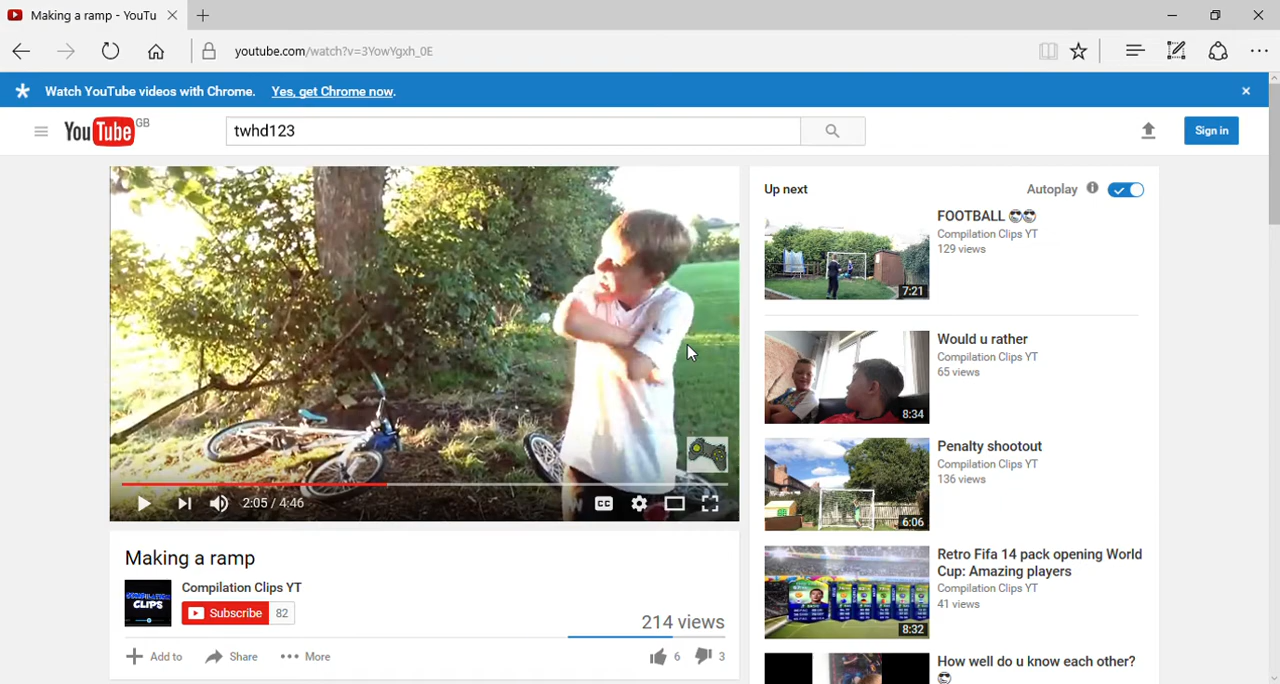 Making a ramp - YouTu
youtube.com/watch?v=3YowYgxh_0E
Watch YouTube videos with Chrome. Yes, get Chrome now.
YouTube GB
twhd123
Sign in
2:05 / 4:46
CC
Making a ramp
CLIPS
Compilation Clips YT
Subscribe 82
214 views
Add to
Share
More
6
3
Up next
Autoplay
FOOTBALL 😎😎
Compilation Clips YT
129 views
7:21
Would u rather
Compilation Clips YT
65 views
8:34
Penalty shootout
Compilation Clips YT
136 views
6:06
Retro Fifa 14 pack opening World
Cup: Amazing players
Compilation Clips YT
41 views
8:32
How well do u know each other?
😎